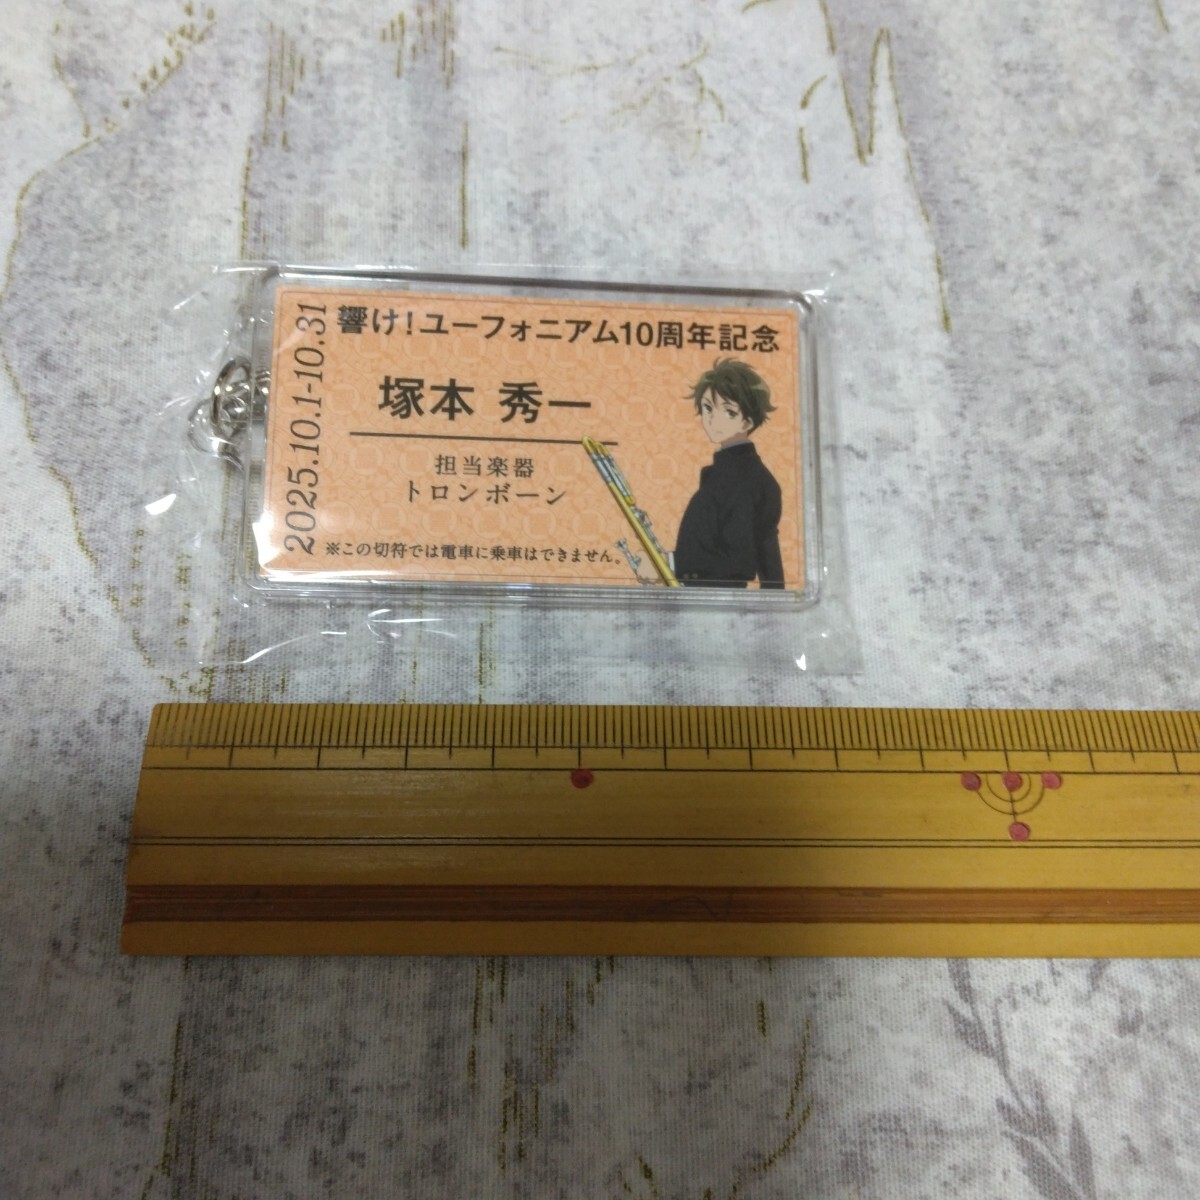 2025.10.1-10.31
響け！ユーフォニアム10周年記念
塚本 秀一
担当楽器
トロンボーン
※この切符では電車に乗車はできません。